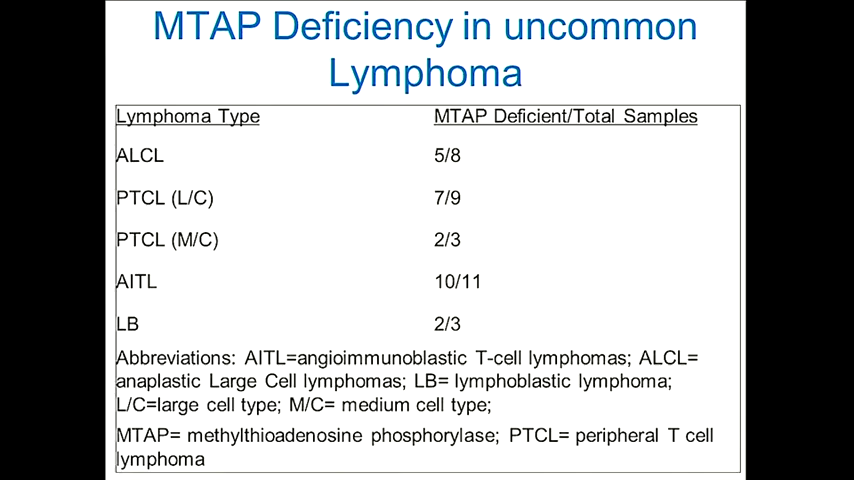 MTAP Deficiency in uncommon
Lymphoma
Lymphoma Type MTAP Deficient/Total Samples
ALCL 5/8
PTCL (L/C) 7/9
PTCL (M/C) 2/3
AITL 10/11
LB 2/3
Abbreviations: AITL=angioimmunoblastic T-cell lymphomas; ALCL=
anaplastic Large Cell lymphomas; LB= lymphoblastic lymphoma;
L/C=large cell type; M/C= medium cell type;
MTAP= methylthioadenosine phosphorylase; PTCL= peripheral T cell
lymphoma